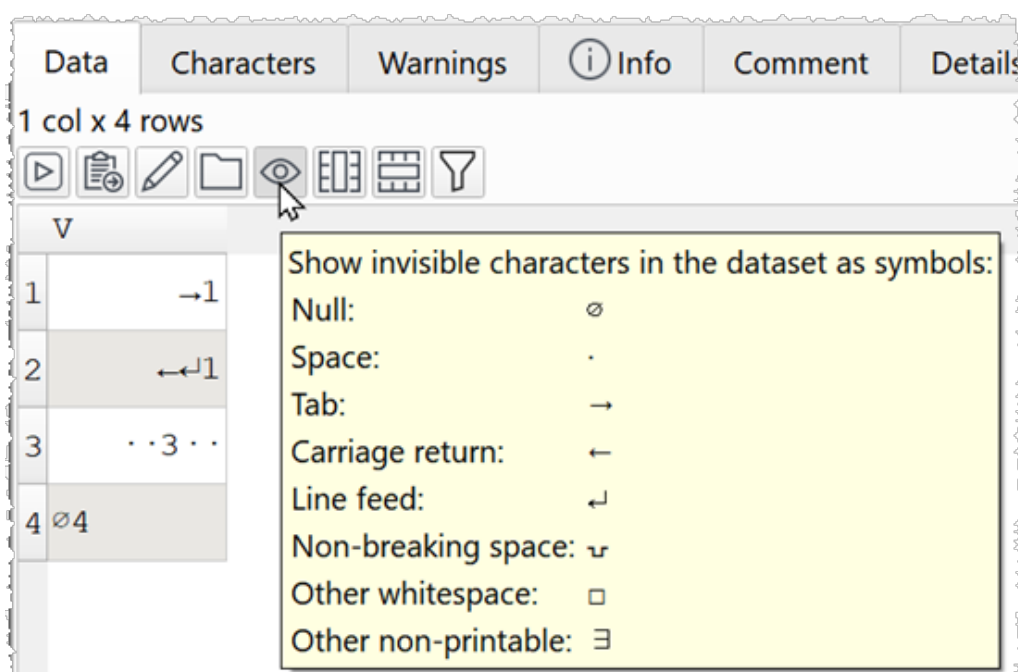 Data Characters Warnings ⓘ Info Comment Details
1 col x 4 rows
V
1 →1
2 ←↵1
3 ··3··
4 ∅4
Show invisible characters in the dataset as symbols:
Null: ∅
Space: ·
Tab: →
Carriage return: ←
Line feed: ↵
Non-breaking space: ⍽
Other whitespace: □
Other non-printable: ∃